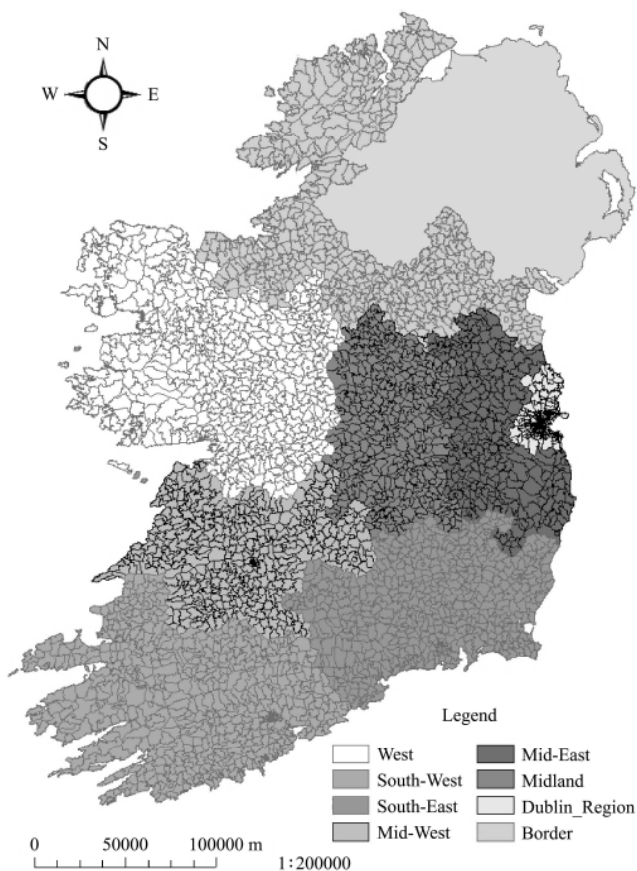 N
W E
S
Legend
West
South-West
South-East
Mid-West
Mid-East
Midland
Dublin_Region
Border
0 50000 100000 m
1:200000